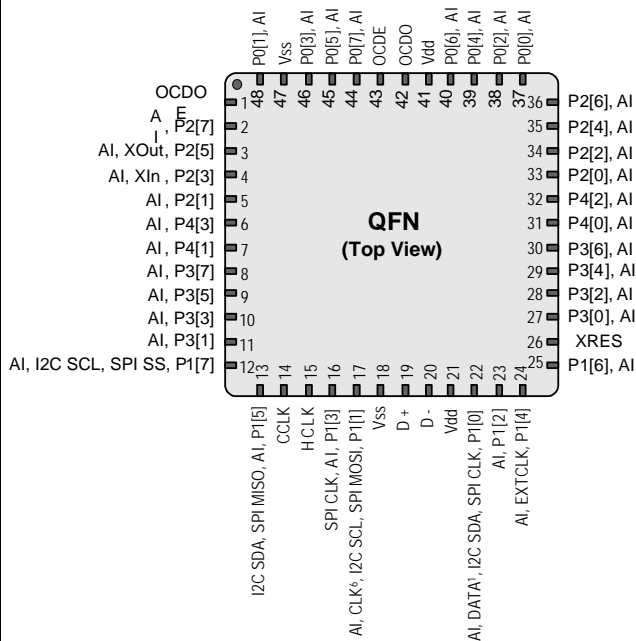 P0[1], AI
Vss
P0[3], AI
P0[5], AI
P0[7], AI
OCDE
OCDO
Vdd
P0[6], AI
P0[4], AI
P0[2], AI
P0[0], AI
48
47
46
45
44
43
42
41
40
39
38
37
OCDO
E
1
A
I
, P2[7]
2
AI, XOut, P2[5]
3
AI, XIn , P2[3]
4
AI , P2[1]
5
AI , P4[3]
6
AI , P4[1]
7
AI, P3[7]
8
AI, P3[5]
9
AI, P3[3]
10
AI, P3[1]
11
AI, I2C SCL, SPI SS, P1[7]
12
QFN
(Top View)
36 P2[6], AI
35 P2[4], AI
34 P2[2], AI
33 P2[0], AI
32 P4[2], AI
31 P4[0], AI
30 P3[6], AI
29 P3[4], AI
28 P3[2], AI
27 P3[0], AI
26 XRES
25 P1[6], AI
13
14
15
16
17
18
19
20
21
22
23
24
I2C SDA, SPI MISO, AI, P1[5]
CCLK
HCLK
SPI CLK, AI, P1[3]
AI, CLK⁶, I2C SCL, SPI MOSI, P1[1]
Vss
D +
D -
Vdd
AI, DATA¹, I2C SDA, SPI CLK, P1[0]
AI, P1[2]
AI, EXTCLK, P1[4]